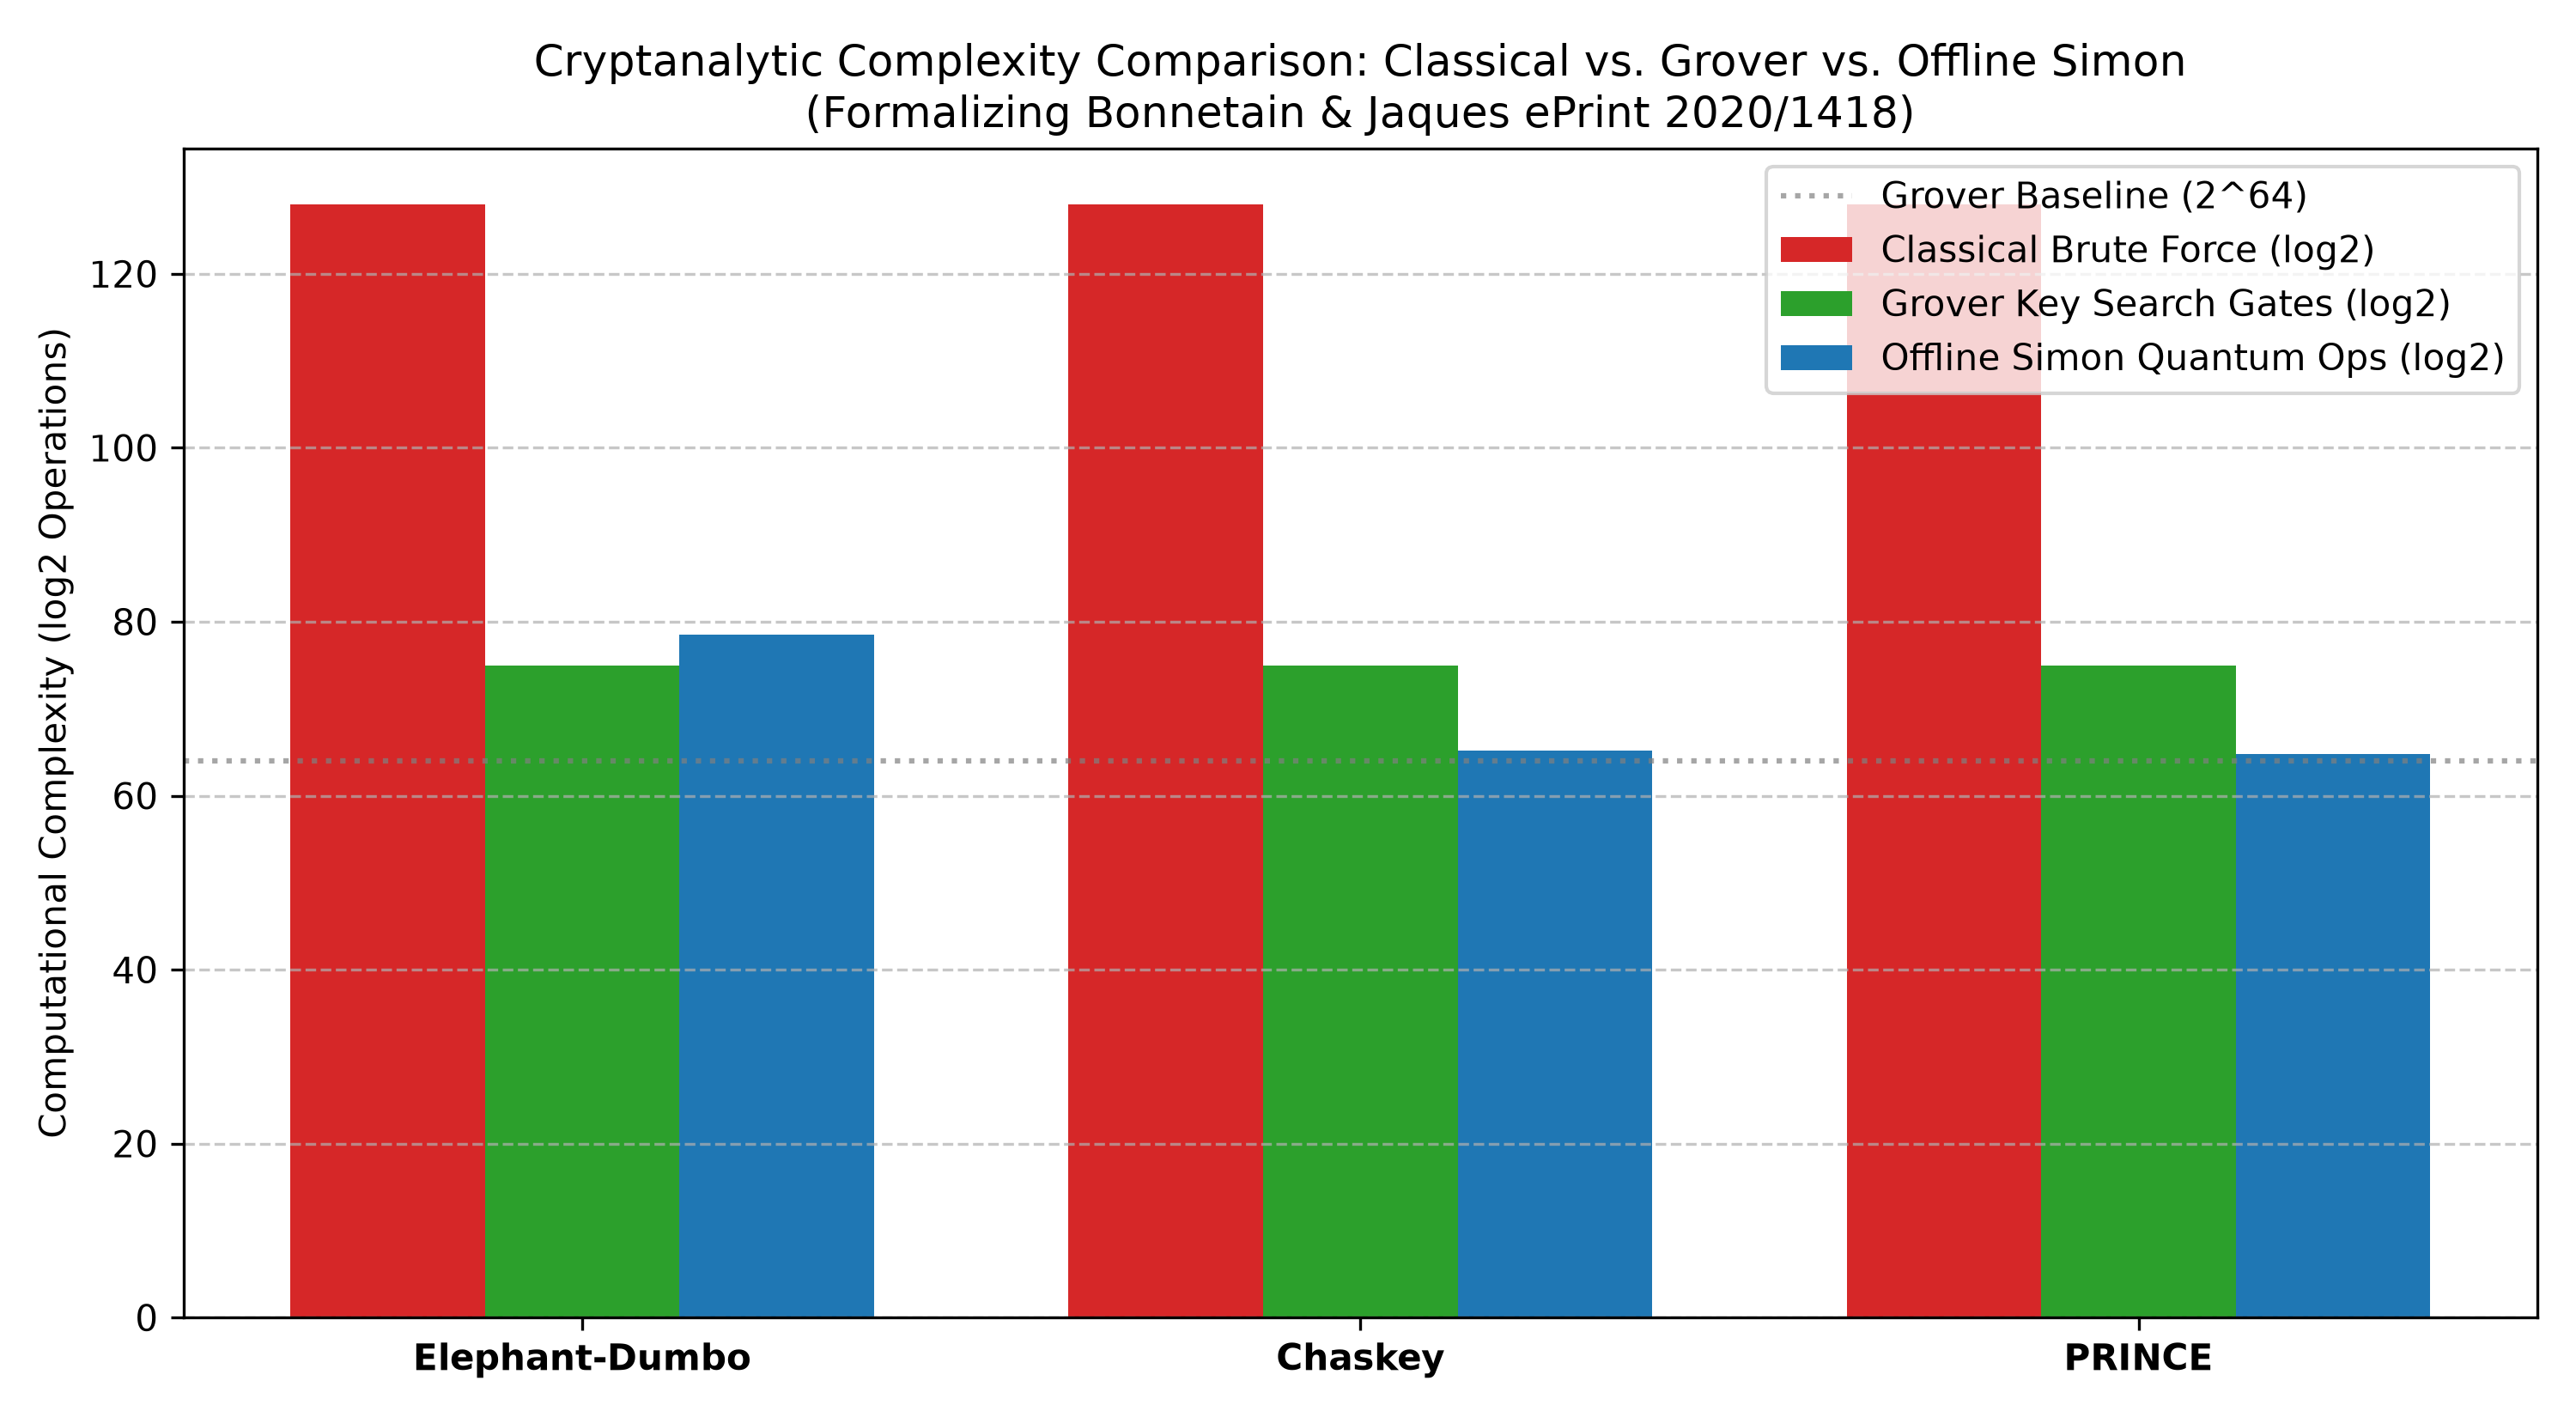 Cryptanalytic Complexity Comparison: Classical vs. Grover vs. Offline Simon
(Formalizing Bonnetain & Jaques ePrint 2020/1418)
Grover Baseline (2^64)
Classical Brute Force (log2)
Grover Key Search Gates (log2)
Offline Simon Quantum Ops (log2)
Computational Complexity (log2 Operations)
120
100
80
60
40
20
0
Elephant-Dumbo
Chaskey
PRINCE